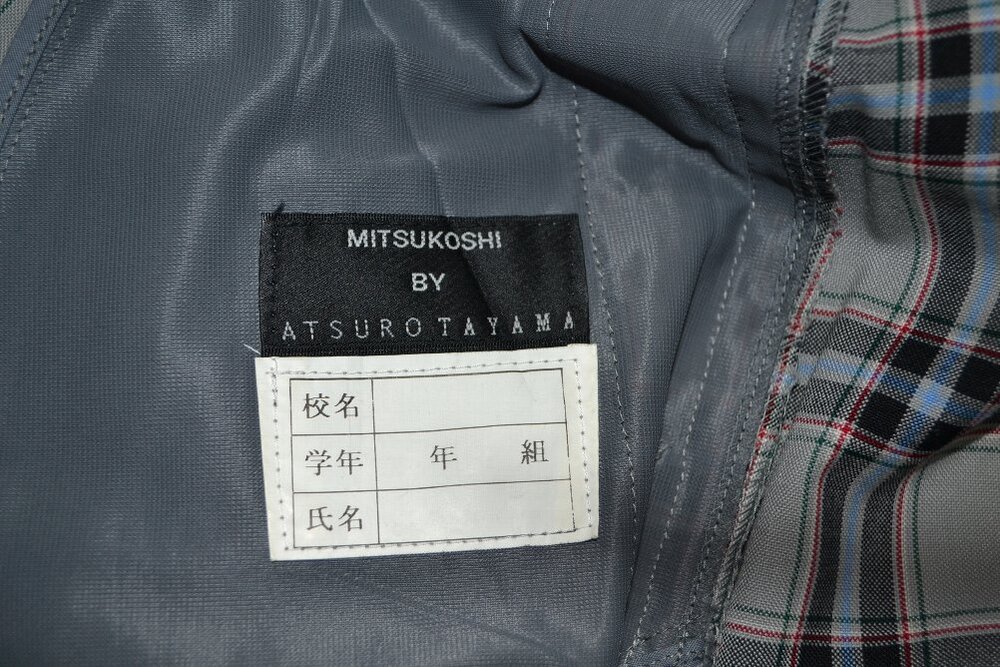 MITSUKOSHI
BY
ATSURO TAYAMA
校名
学年 年 組
氏名